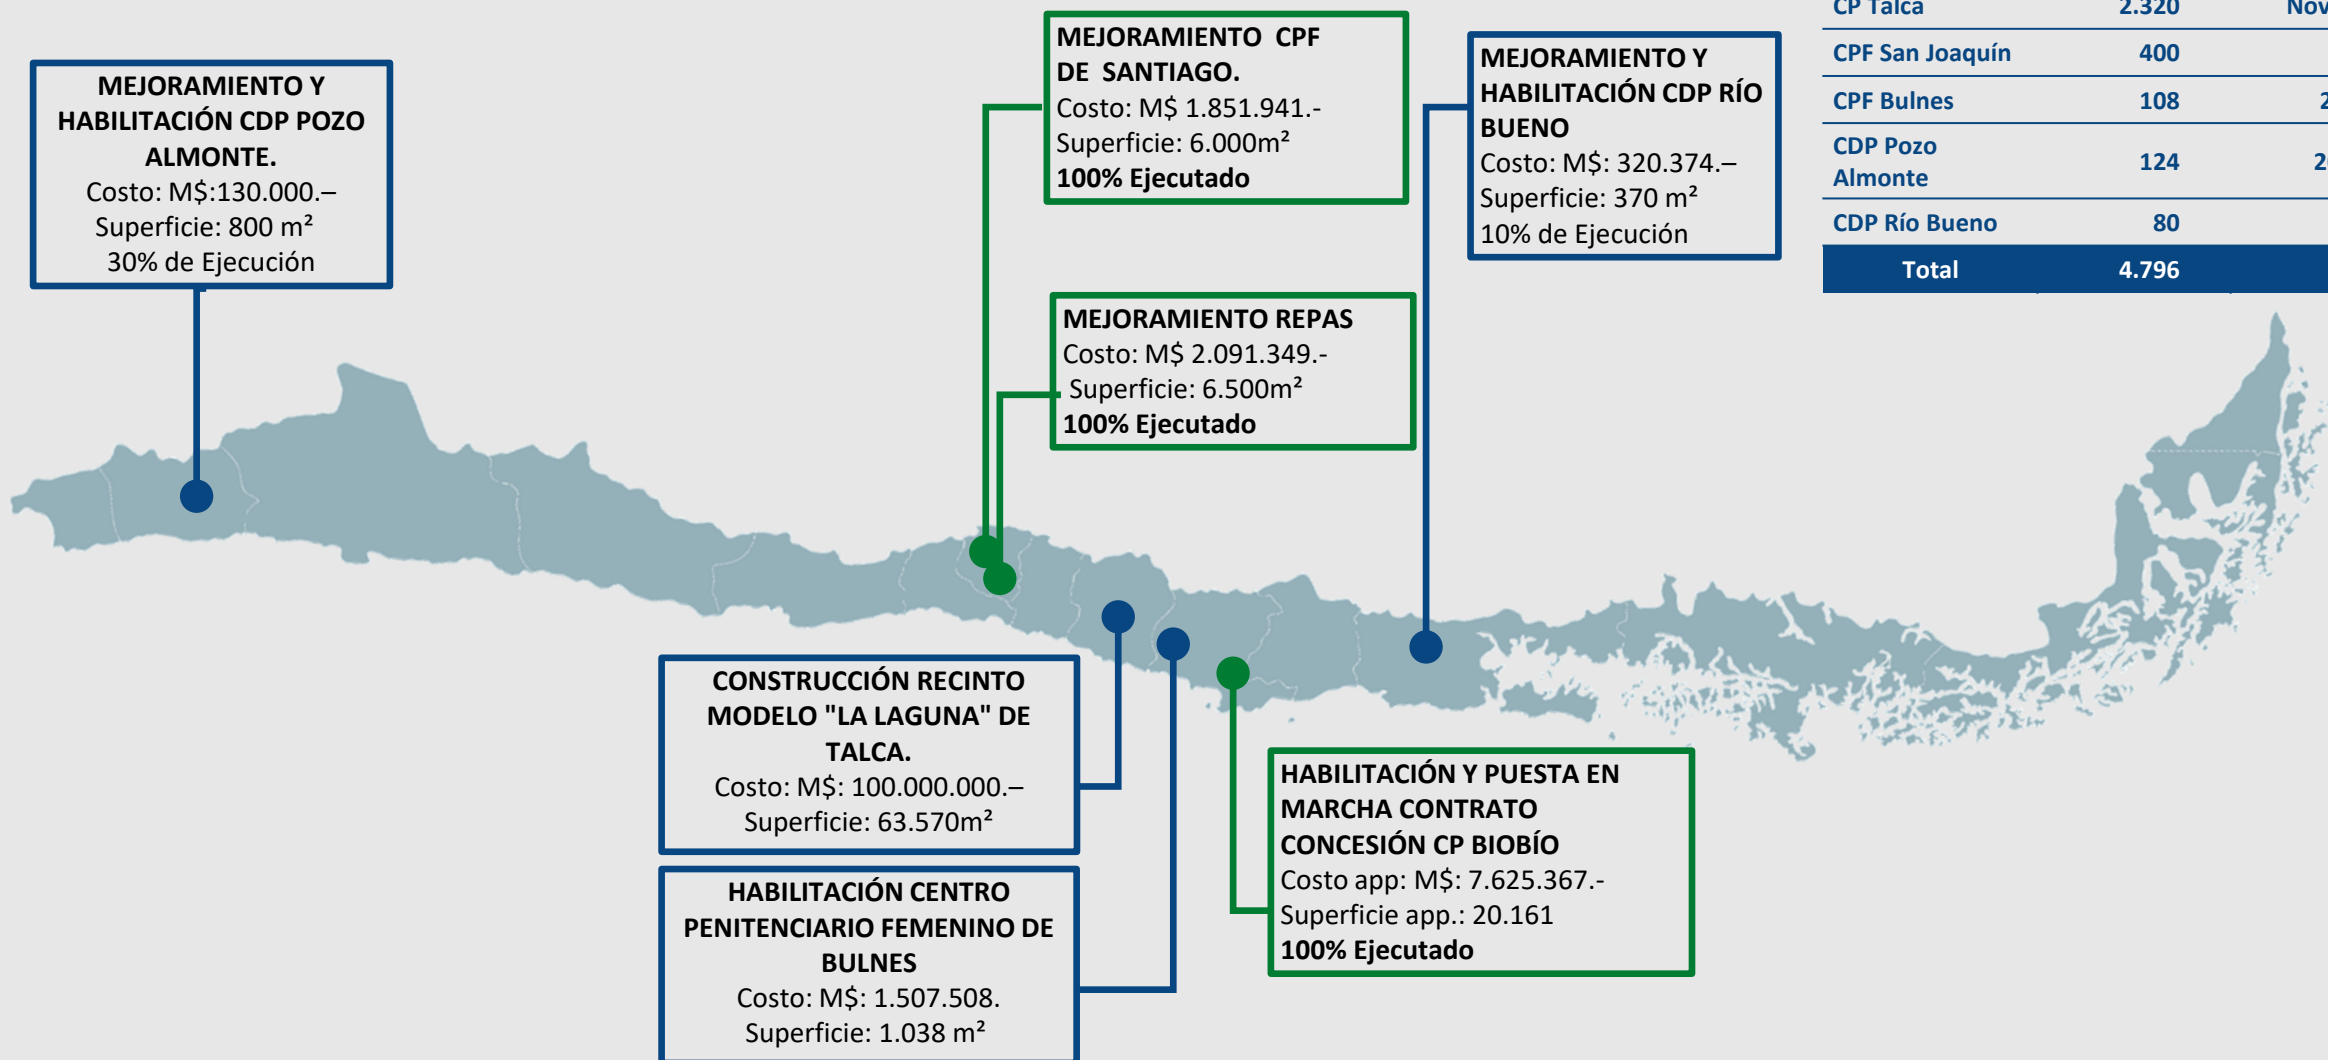 MEJORAMIENTO Y
HABILITACIÓN CDP POZO
ALMONTE.
Costo: M$:130.000.–
Superficie: 800 m²
30% de Ejecución
MEJORAMIENTO CPF
DE SANTIAGO.
Costo: M$ 1.851.941.-
Superficie: 6.000m²
100% Ejecutado
MEJORAMIENTO Y
HABILITACIÓN CDP RÍO
BUENO
Costo: M$: 320.374.–
Superficie: 370 m²
10% de Ejecución
CP Talca 2.320 Nov
CPF San Joaquín 400
CPF Bulnes 108 2
CDP Pozo
Almonte 124 2
CDP Río Bueno 80
Total 4.796
MEJORAMIENTO REPAS
Costo: M$ 2.091.349.-
Superficie: 6.500m²
100% Ejecutado
CONSTRUCCIÓN RECINTO
MODELO "LA LAGUNA" DE
TALCA.
Costo: M$: 100.000.000.–
Superficie: 63.570m²
HABILITACIÓN CENTRO
PENITENCIARIO FEMENINO DE
BULNES
Costo: M$: 1.507.508.
Superficie: 1.038 m²
HABILITACIÓN Y PUESTA EN
MARCHA CONTRATO
CONCESIÓN CP BIOBÍO
Costo app: M$: 7.625.367.-
Superficie app.: 20.161
100% Ejecutado